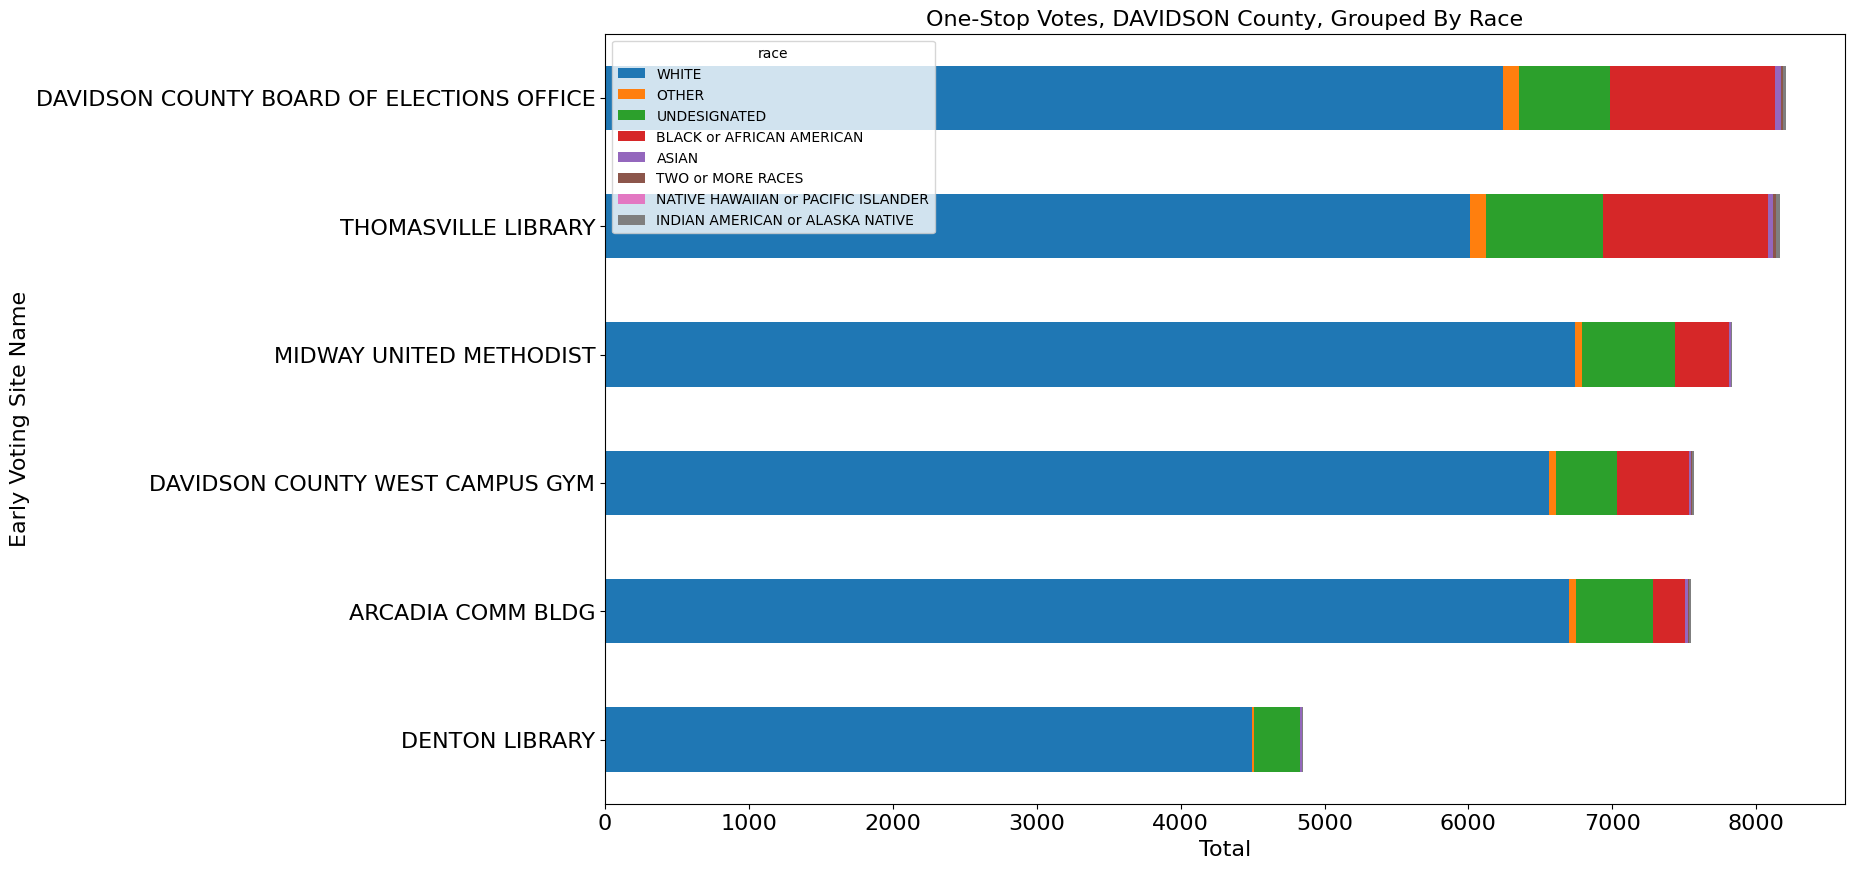 One-Stop Votes, DAVIDSON County, Grouped By Race
race
WHITE
OTHER
UNDESIGNATED
BLACK or AFRICAN AMERICAN
ASIAN
TWO or MORE RACES
NATIVE HAWAIIAN or PACIFIC ISLANDER
INDIAN AMERICAN or ALASKA NATIVE
Early Voting Site Name
DAVIDSON COUNTY BOARD OF ELECTIONS OFFICE
THOMASVILLE LIBRARY
MIDWAY UNITED METHODIST
DAVIDSON COUNTY WEST CAMPUS GYM
ARCADIA COMM BLDG
DENTON LIBRARY
0 1000 2000 3000 4000 5000 6000 7000 8000
Total